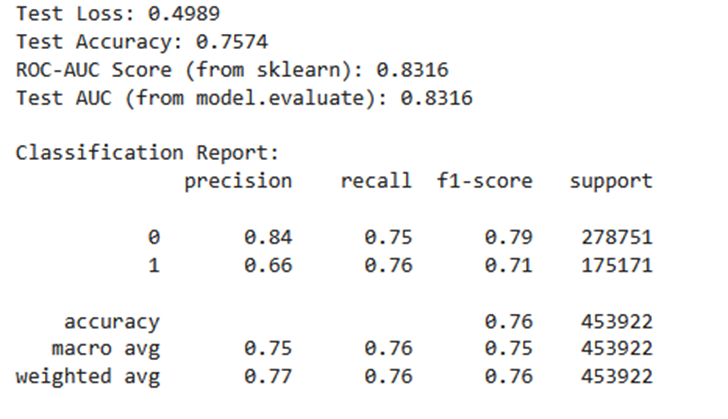 Test Loss: 0.4989
Test Accuracy: 0.7574
ROC-AUC Score (from sklearn): 0.8316
Test AUC (from model.evaluate): 0.8316
Classification Report:
precision recall f1-score support
0 0.84 0.75 0.79 278751
1 0.66 0.76 0.71 175171
accuracy 0.76 453922
macro avg 0.75 0.76 0.75 453922
weighted avg 0.77 0.76 0.76 453922